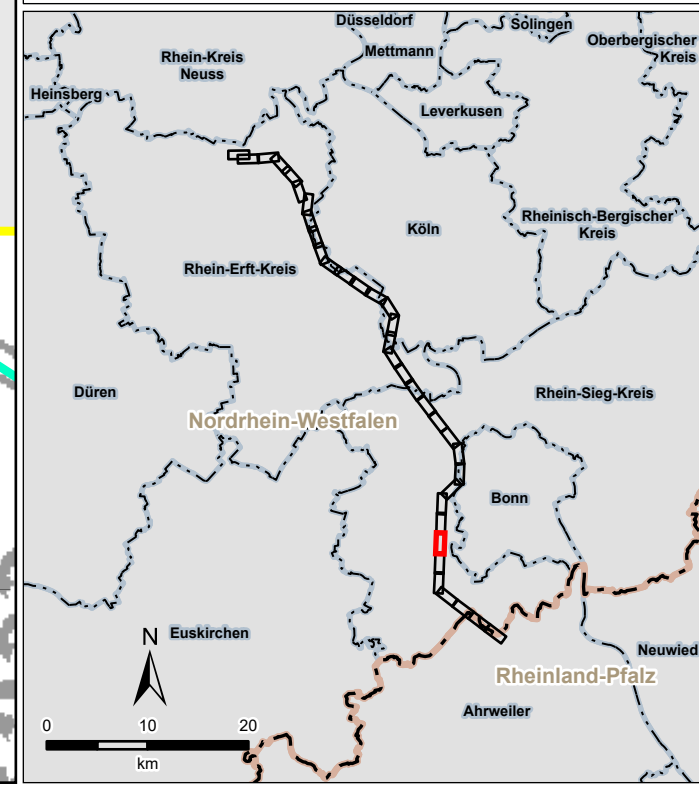 Düsseldorf
Solingen
Mettmann
Oberbergischer
Kreis
Rhein-Kreis
Neuss
Heinsberg
Leverkusen
Rheinisch-Bergischer
Kreis
Köln
Rhein-Erft-Kreis
Düren
Rhein-Sieg-Kreis
Nordrhein-Westfalen
Bonn
N
Euskirchen
Neuwied
Rheinland-Pfalz
Ahrweiler
0 10 20
km